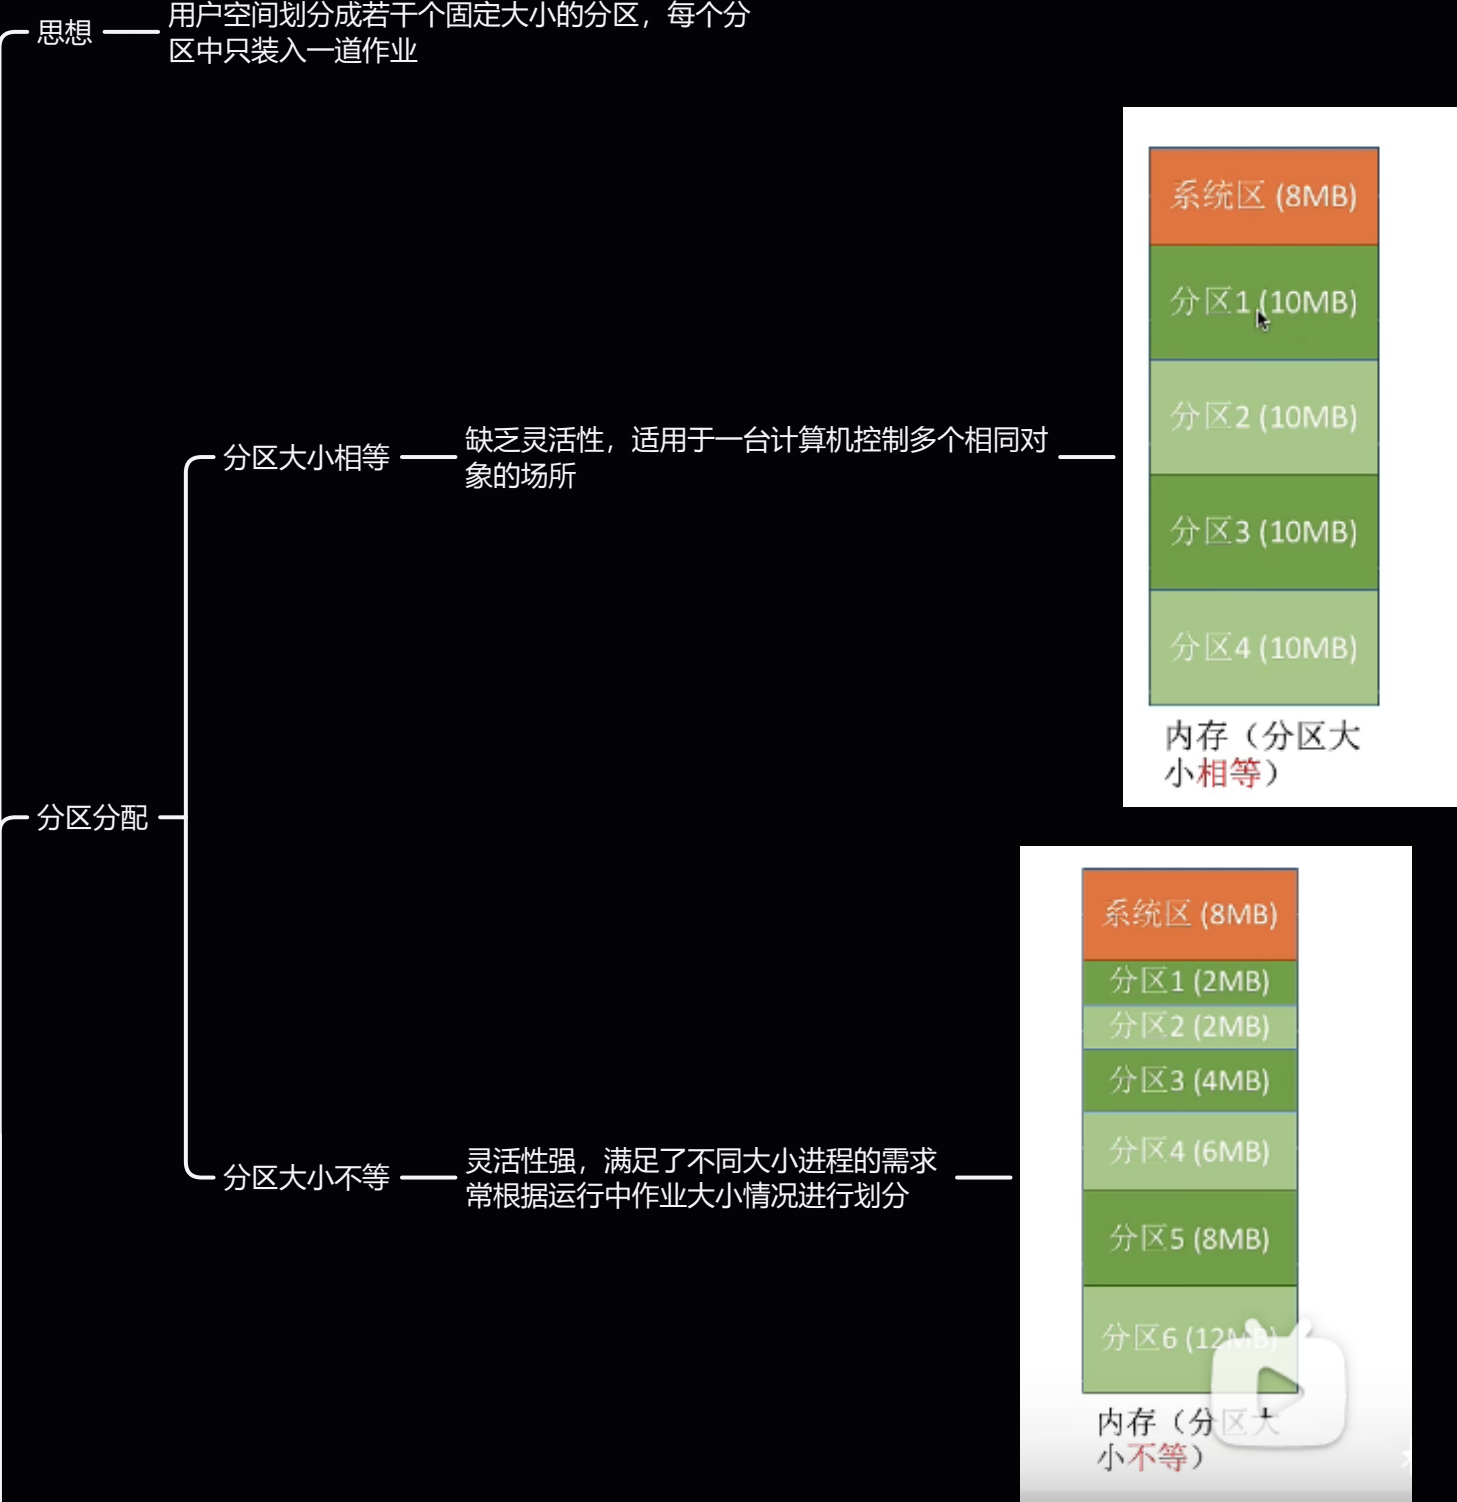 思想
用户空间划分成若干个固定大小的分区，每个分
区中只装入一道作业
分区分配
分区大小相等
缺乏灵活性，适用于一台计算机控制多个相同对
象的场所
系统区 (8MB)
分区1 (10MB)
分区2 (10MB)
分区3 (10MB)
分区4 (10MB)
内存（分区大
小相等）
分区大小不等
灵活性强，满足了不同大小进程的需求
常根据运行中作业大小情况进行划分
系统区 (8MB)
分区1 (2MB)
分区2 (2MB)
分区3 (4MB)
分区4 (6MB)
分区5 (8MB)
分区6 (12MB)
内存（分区大
小不等）